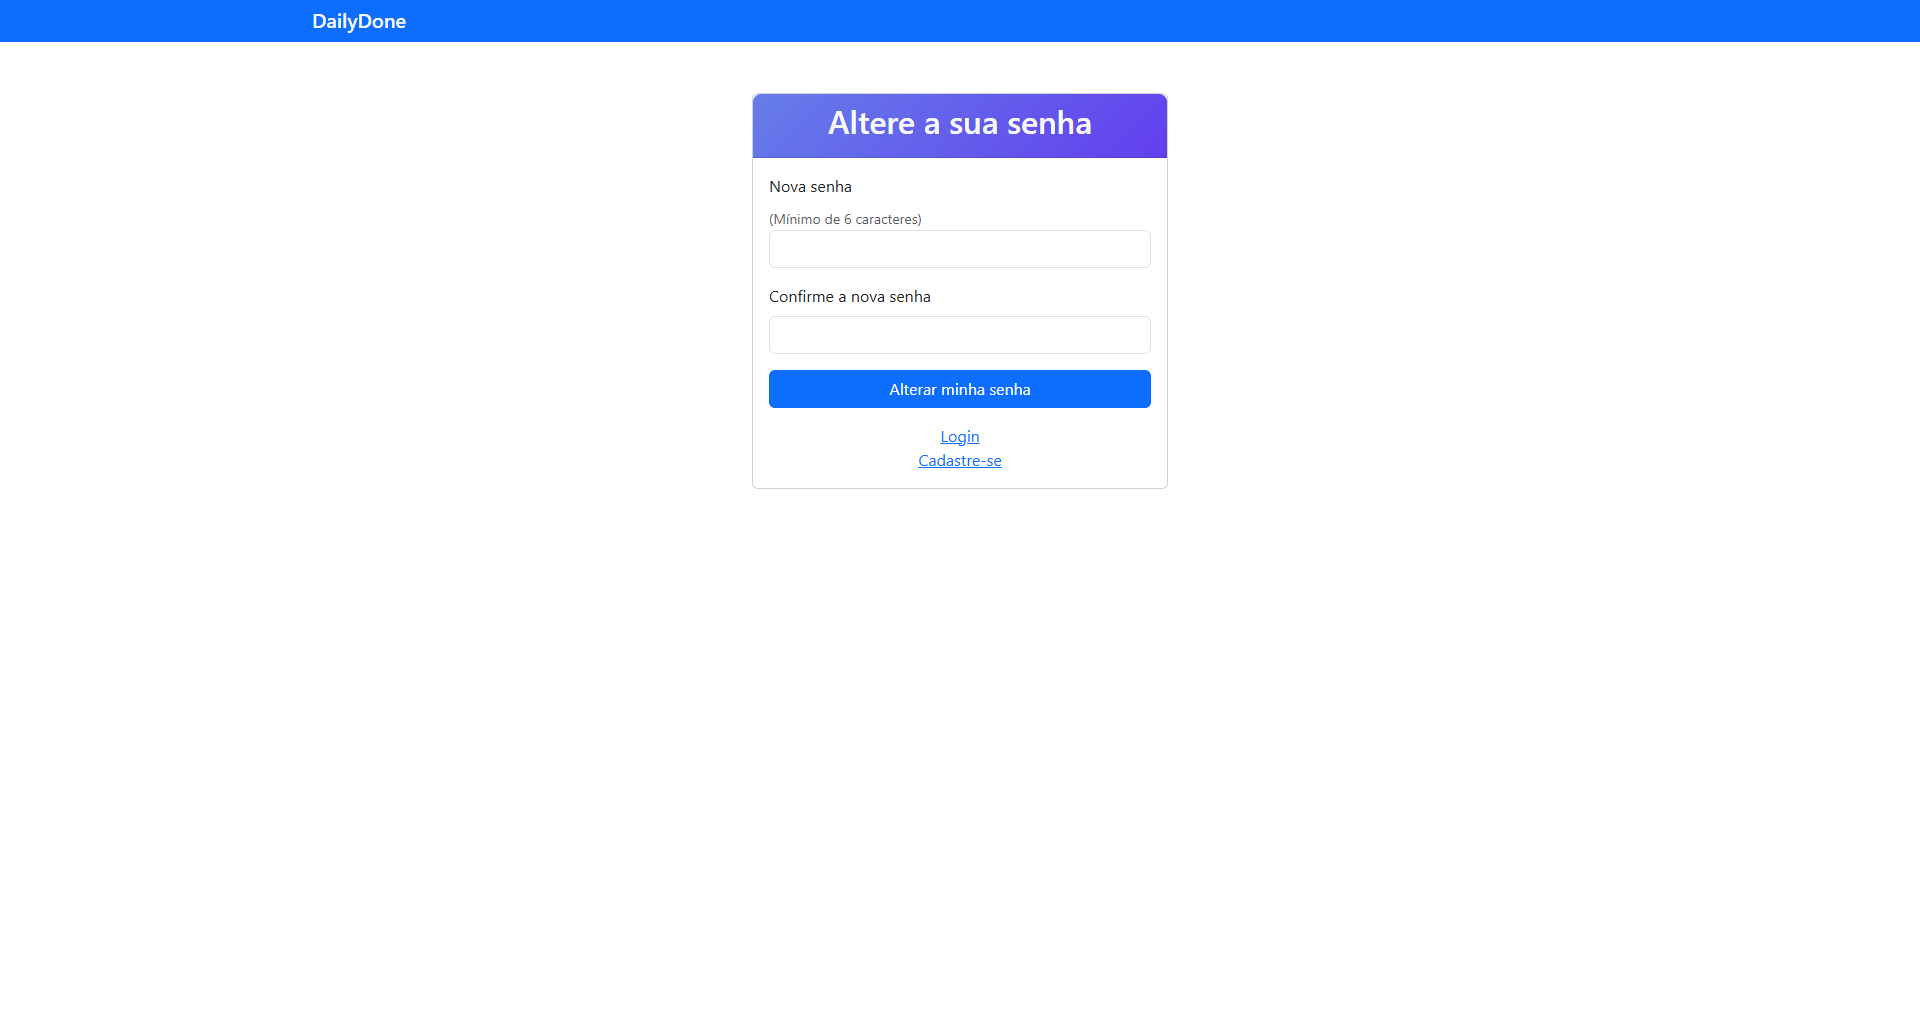 DailyDone
Altere a sua senha
Nova senha
(Mínimo de 6 caracteres)
Confirme a nova senha
Alterar minha senha
Login
Cadastre-se